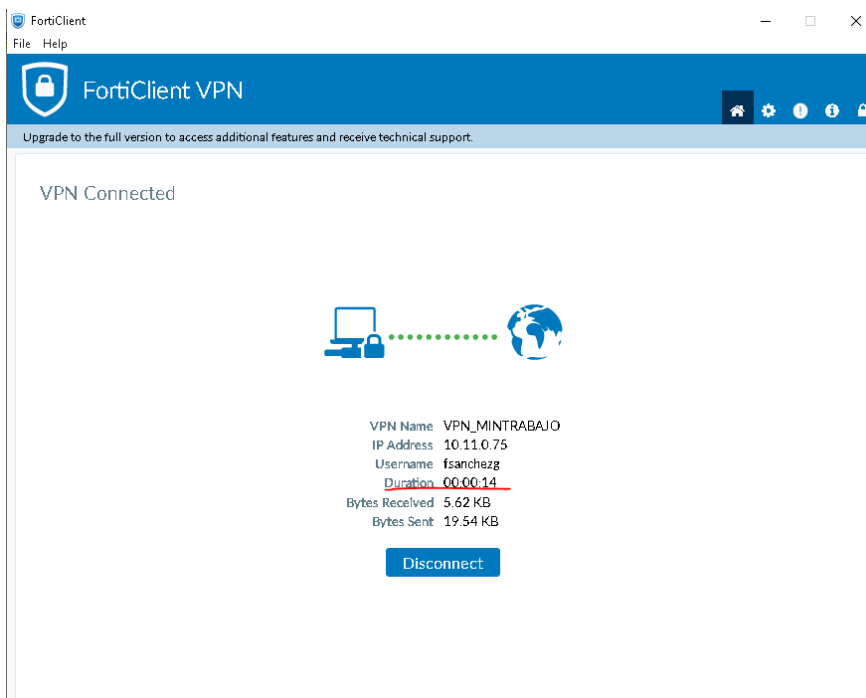 FortiClient
File Help
FortiClient VPN
Upgrade to the full version to access additional features and receive technical support.
VPN Connected
VPN Name VPN_MINTRABAJO
IP Address 10.11.0.75
Username fsanchezg
Duration 00:00:14
Bytes Received 5.62 KB
Bytes Sent 19.54 KB
Disconnect